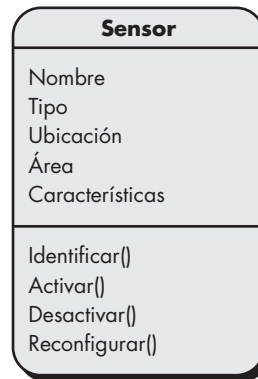 Sensor
Nombre
Tipo
Ubicación
Área
Características
Identificar()
Activar()
Desactivar()
Reconfigurar()